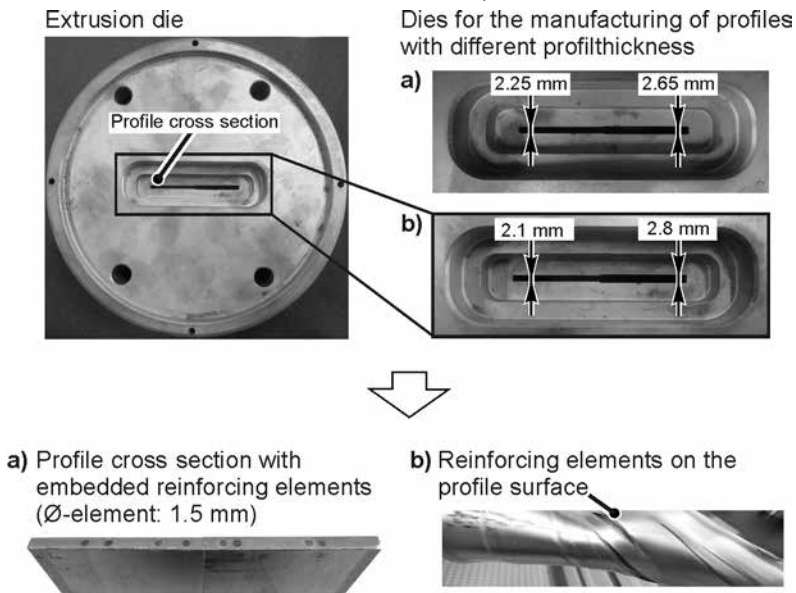 Extrusion die
Profile cross section
Dies for the manufacturing of profiles
with different profilthickness
a)
2.25 mm
2.65 mm
b)
2.1 mm
2.8 mm
a) Profile cross section with
embedded reinforcing elements
(Ø-element: 1.5 mm)
b) Reinforcing elements on the
profile surface